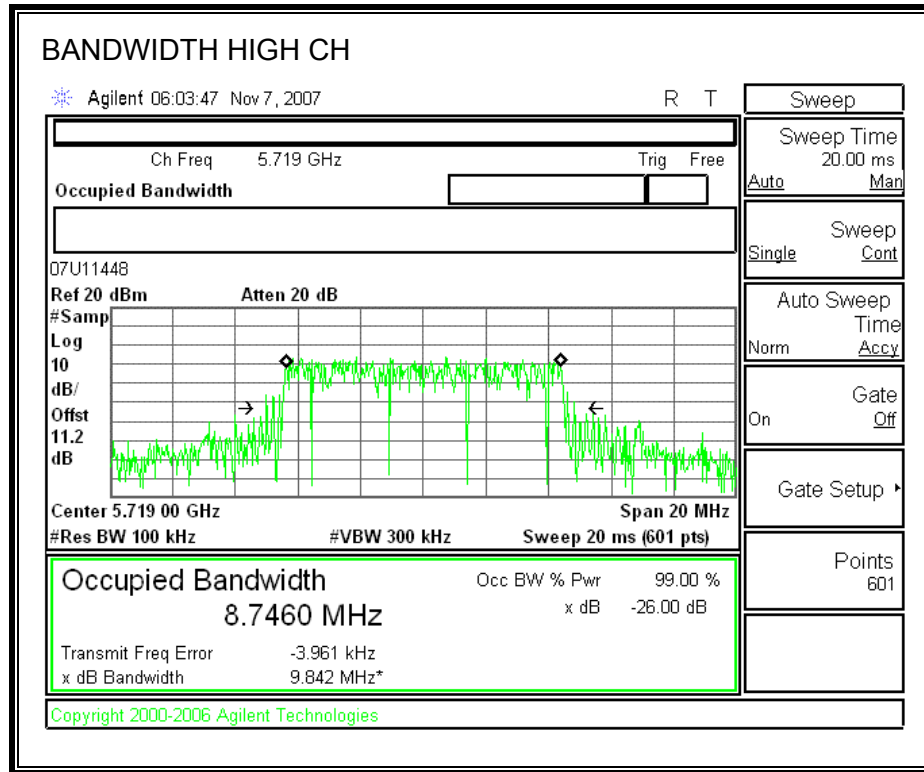 BANDWIDTH HIGH CH
Agilent 06:03:47 Nov 7, 2007 R T
Ch Freq 5.719 GHz Trig Free
Occupied Bandwidth
07U11448
Ref 20 dBm Atten 20 dB
#Samp
Log
10
dB/
Offst
11.2
dB
Center 5.719 00 GHz Span 20 MHz
#Res BW 100 kHz #VBW 300 kHz Sweep 20 ms (601 pts)
Occupied Bandwidth Occ BW % Pwr 99.00 %
8.7460 MHz x dB -26.00 dB
Transmit Freq Error -3.961 kHz
x dB Bandwidth 9.842 MHz*
Copyright 2000-2006 Agilent Technologies
Sweep
Sweep Time
20.00 ms
Auto Man
Sweep
Single Cont
Auto Sweep
Time
Norm Accy
Gate
On Off
Gate Setup
Points
601